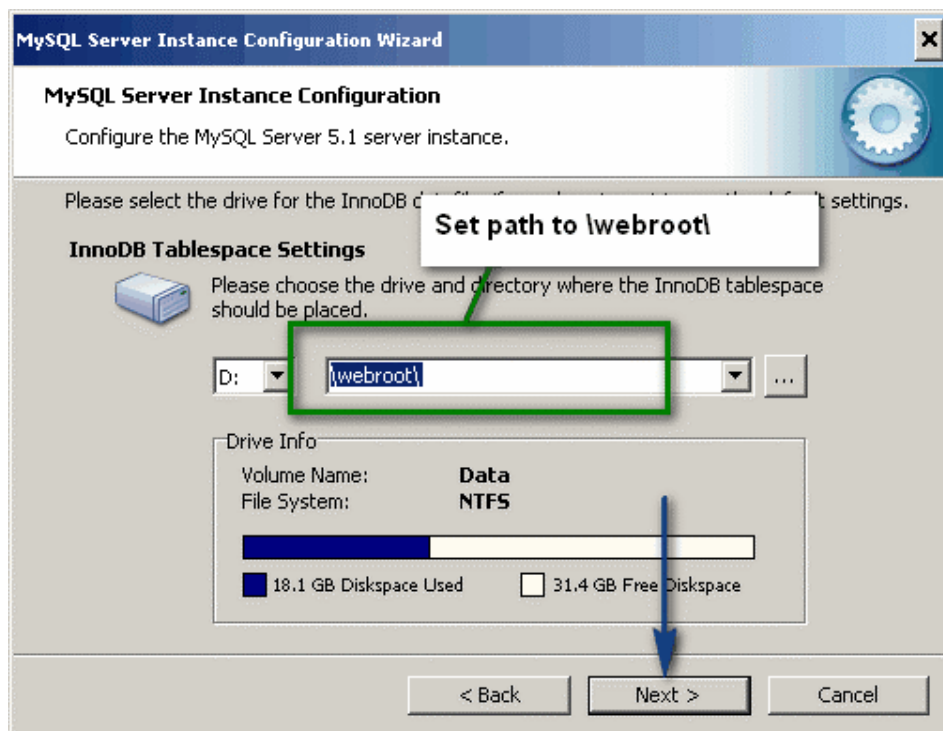 MySQL Server Instance Configuration Wizard
MySQL Server Instance Configuration
Configure the MySQL Server 5.1 server instance.
Please select the drive for the InnoDB settings.
Set path to \webroot\
InnoDB Tablespace Settings
Please choose the drive and directory where the InnoDB tablespace
should be placed.
D: \webroot\ ...
Drive Info
Volume Name: Data
File System: NTFS
18.1 GB Diskspace Used 31.4 GB Free Diskspace
< Back Next > Cancel